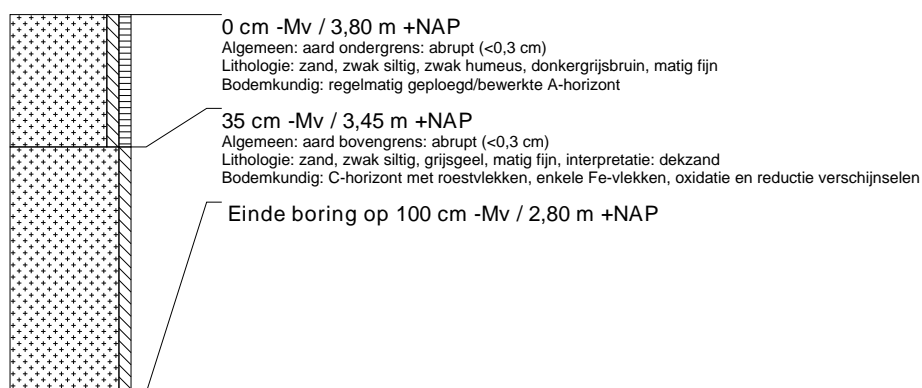 0 cm -Mv / 3,80 m +NAP
Algemeen: aard ondergrens: abrupt (<0,3 cm)
Lithologie: zand, zwak siltig, zwak humeus, donkergrijsbruin, matig fijn
Bodemkundig: regelmatig geploegd/bewerkte A-horizont
35 cm -Mv / 3,45 m +NAP
Algemeen: aard bovengrens: abrupt (<0,3 cm)
Lithologie: zand, zwak siltig, grijsgeel, matig fijn, interpretatie: dekzand
Bodemkundig: C-horizont met roestvlekken, enkele Fe-vlekken, oxidatie en reductie verschijnselen
Einde boring op 100 cm -Mv / 2,80 m +NAP